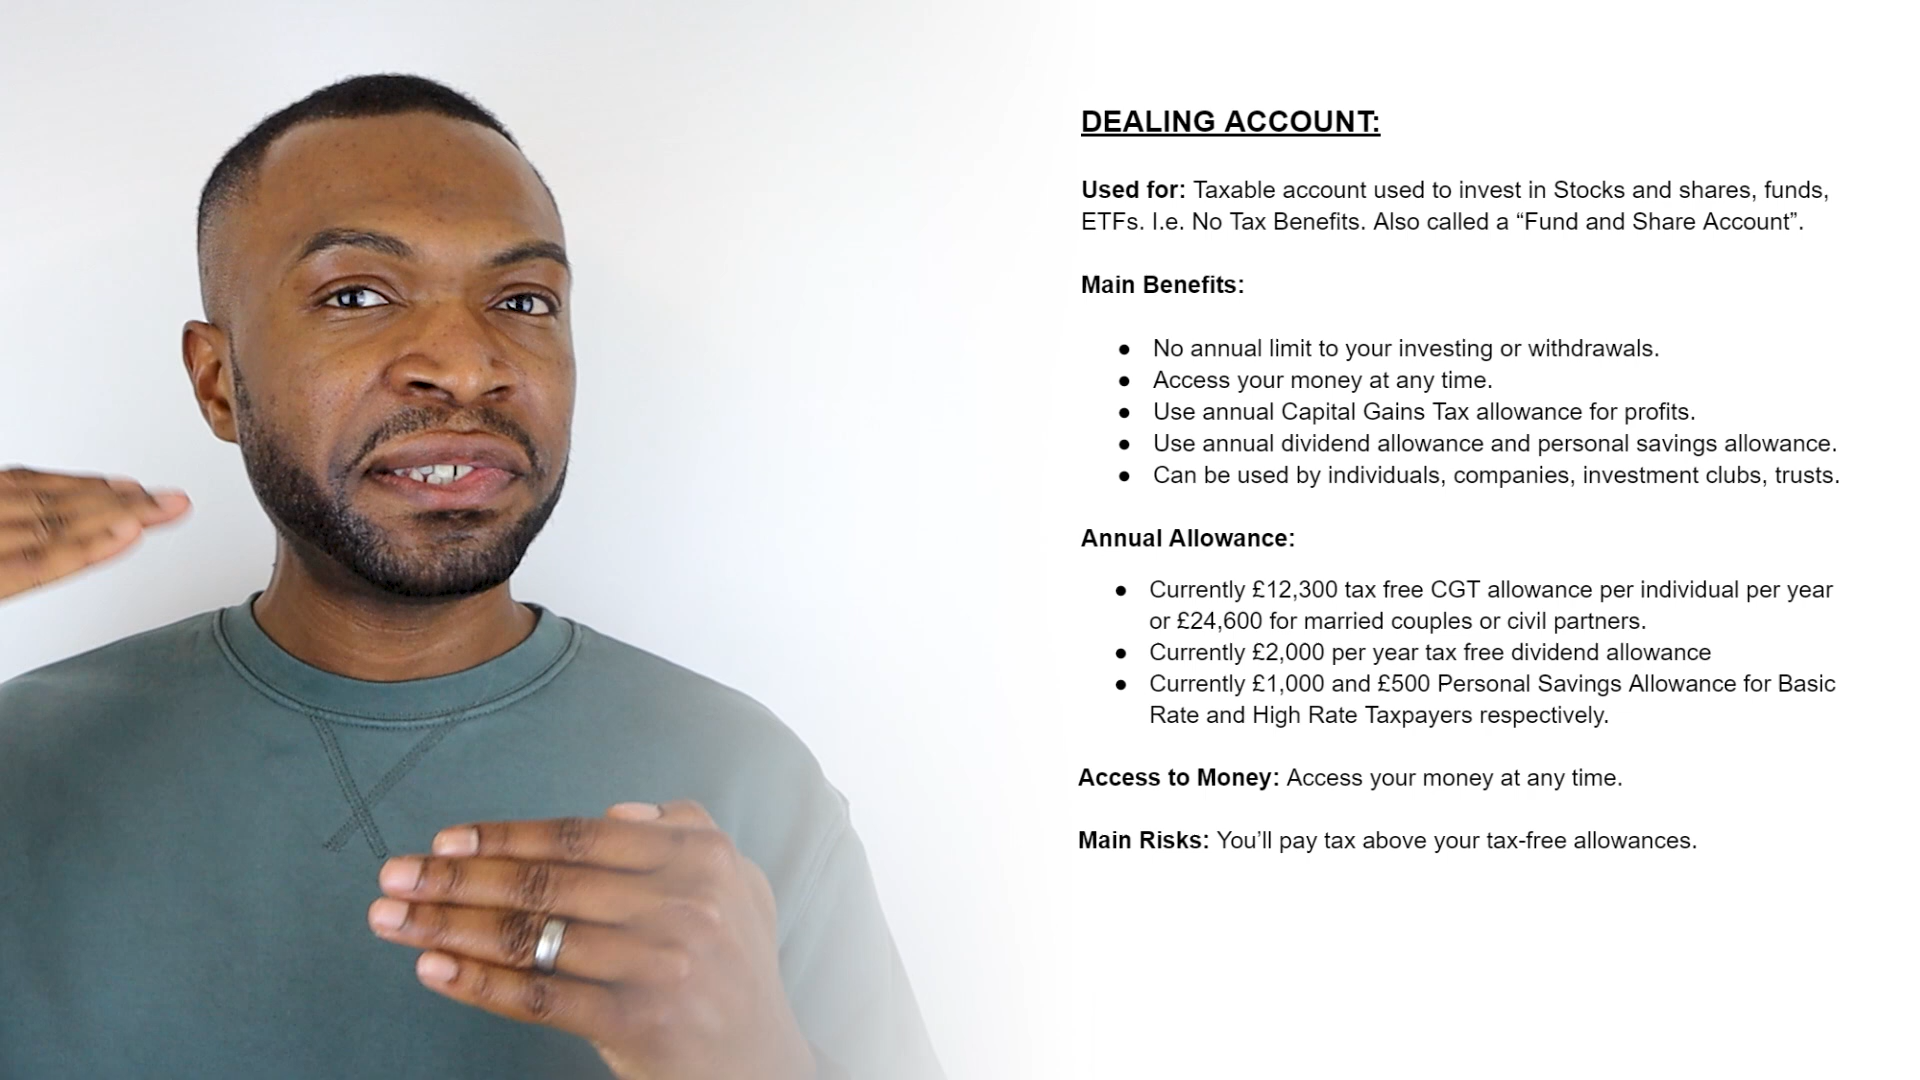 DEALING ACCOUNT:
Used for: Taxable account used to invest in Stocks and shares, funds,
ETFs. I.e. No Tax Benefits. Also called a “Fund and Share Account”.
Main Benefits:
● No annual limit to your investing or withdrawals.
● Access your money at any time.
● Use annual Capital Gains Tax allowance for profits.
● Use annual dividend allowance and personal savings allowance.
● Can be used by individuals, companies, investment clubs, trusts.
Annual Allowance:
● Currently £12,300 tax free CGT allowance per individual per year
or £24,600 for married couples or civil partners.
● Currently £2,000 per year tax free dividend allowance
● Currently £1,000 and £500 Personal Savings Allowance for Basic
Rate and High Rate Taxpayers respectively.
Access to Money: Access your money at any time.
Main Risks: You’ll pay tax above your tax-free allowances.